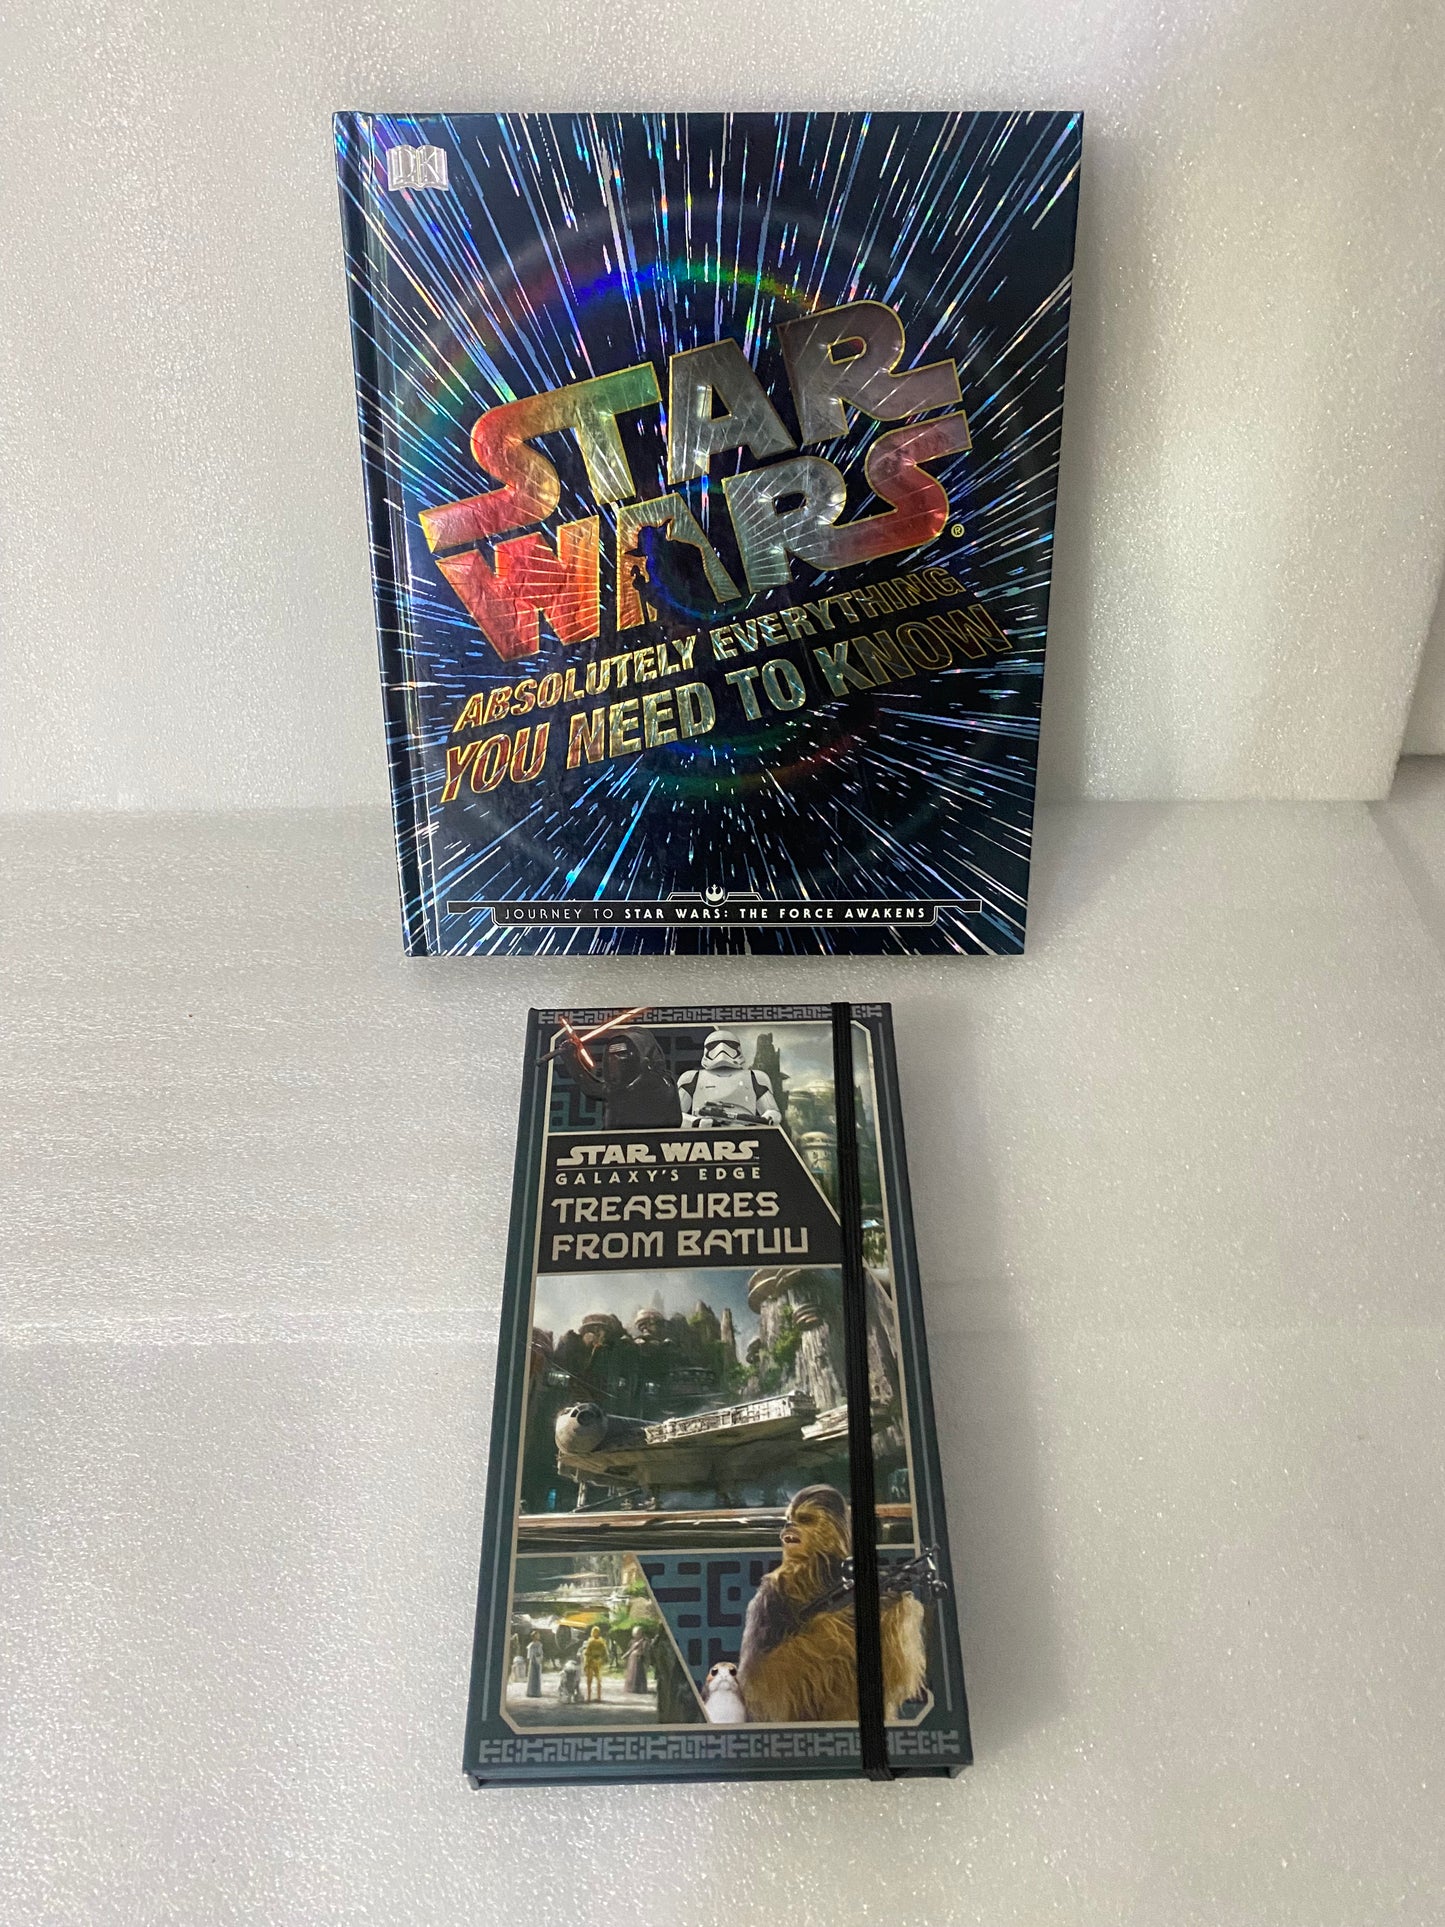 DK
STAR
WARS®
ABSOLUTELY EVERYTHING
YOU NEED TO KNOW
JOURNEY TO STAR WARS: THE FORCE AWAKENS
STAR WARS
GALAXY'S EDGE
TREASURES
FROM BATUU